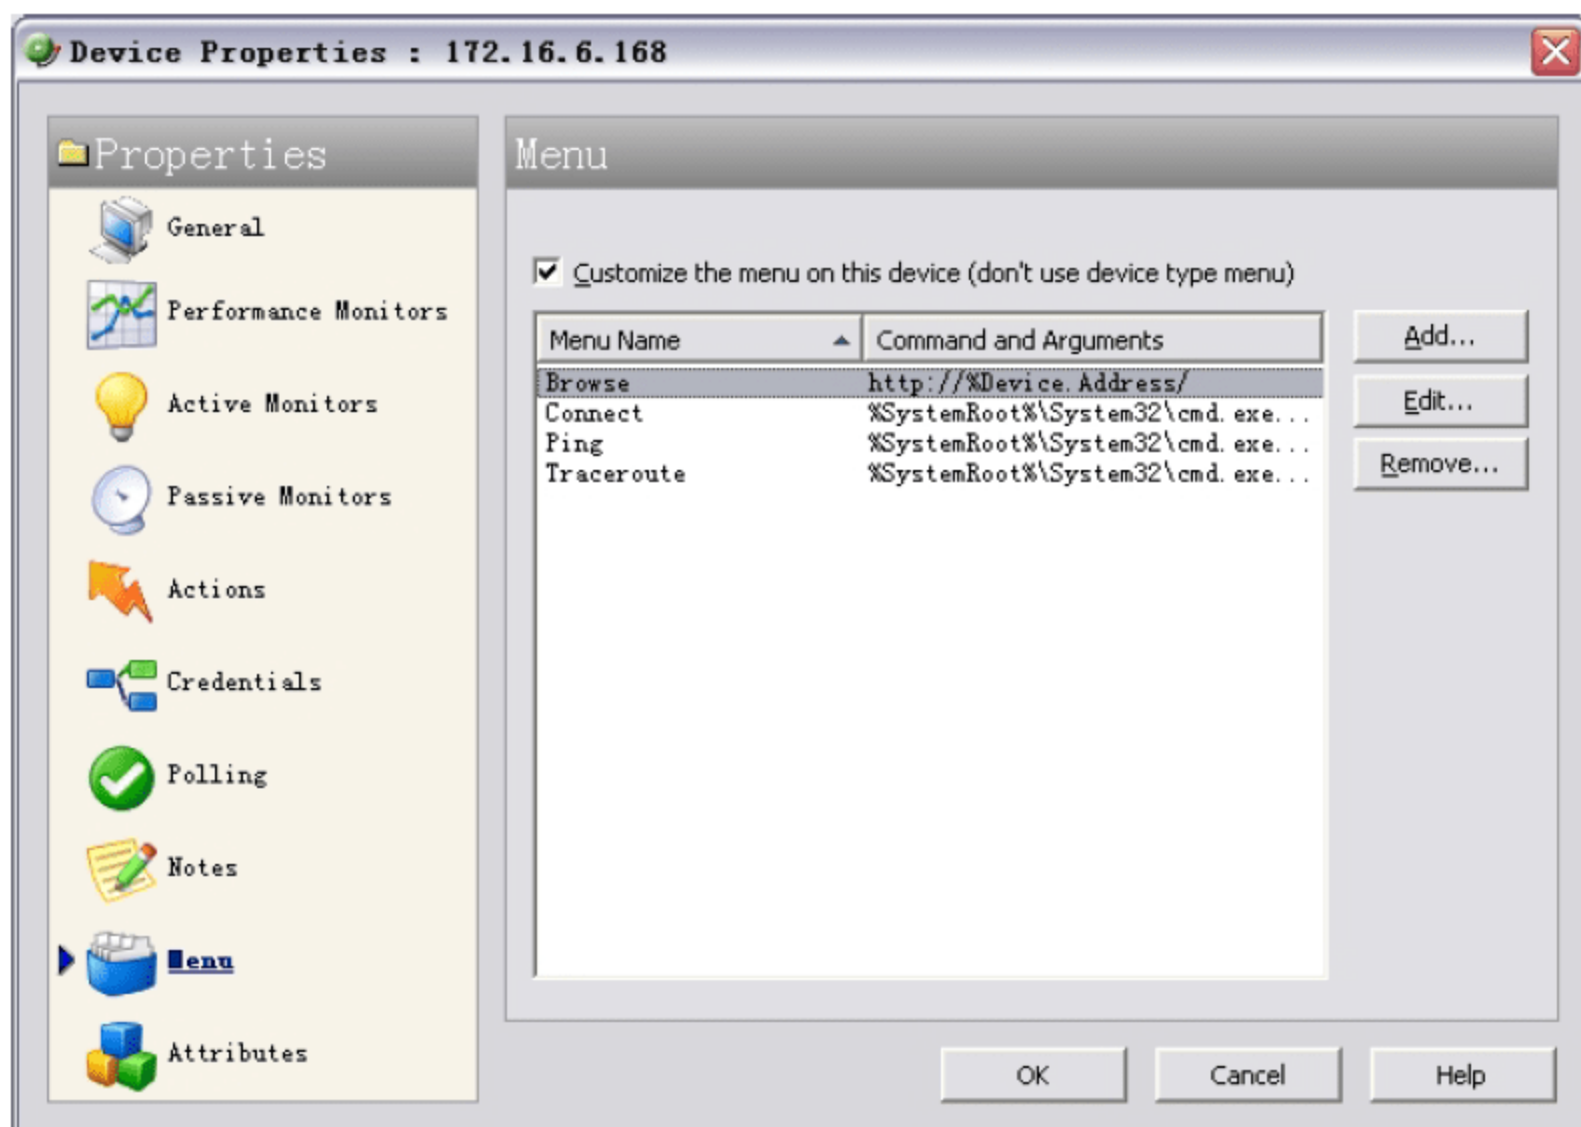 Device Properties : 172.16.6.168
Properties
General
Performance Monitors
Active Monitors
Passive Monitors
Actions
Credentials
Polling
Notes
Menu
Attributes
Menu
Customize the menu on this device (don't use device type menu)
Menu Name Command and Arguments
Browse http://%Device.Address/
Connect %SystemRoot%\System32\cmd.exe...
Ping %SystemRoot%\System32\cmd.exe...
Traceroute %SystemRoot%\System32\cmd.exe...
Add...
Edit...
Remove...
OK Cancel Help